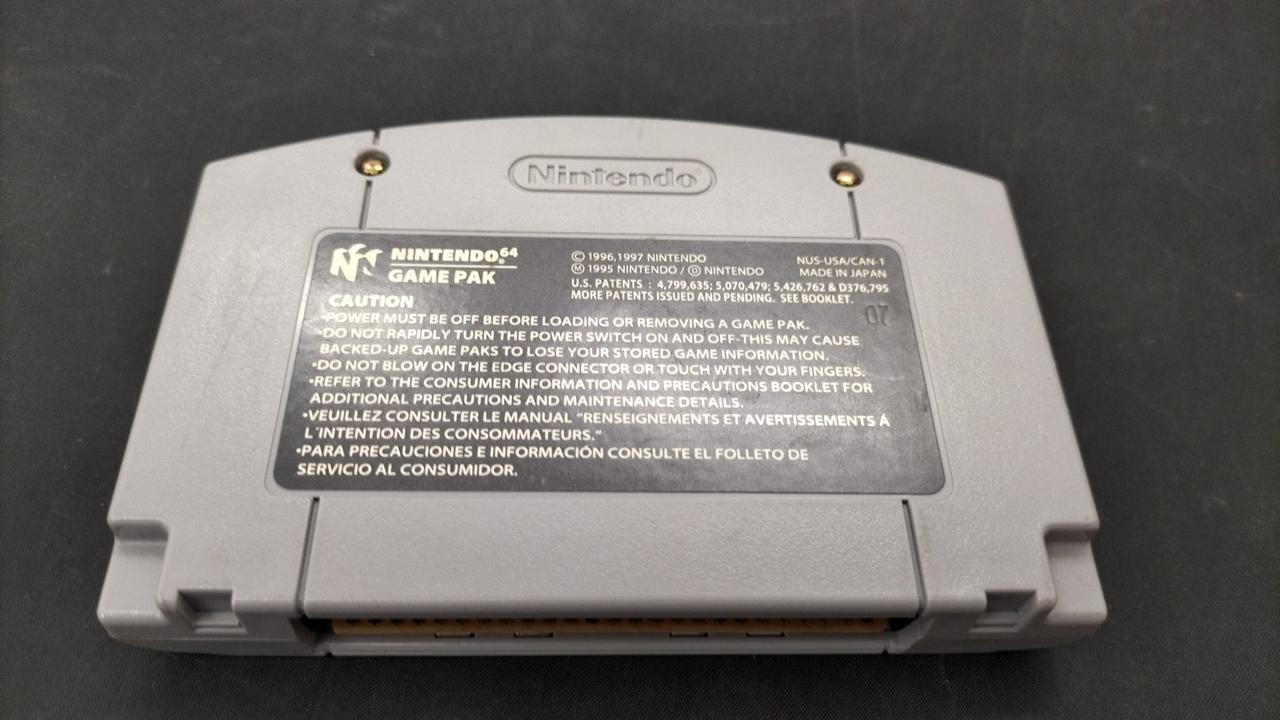 Nintendo
NINTENDO®64
GAME PAK
© 1996,1997 NINTENDO
Ⓜ 1995 NINTENDO / Ⓓ NINTENDO
NUS-USA/CAN-1
MADE IN JAPAN
U.S. PATENTS : 4,799,635; 5,070,479; 5,426,762 & D376,795
MORE PATENTS ISSUED AND PENDING. SEE BOOKLET.
07
CAUTION
•POWER MUST BE OFF BEFORE LOADING OR REMOVING A GAME PAK.
•DO NOT RAPIDLY TURN THE POWER SWITCH ON AND OFF-THIS MAY CAUSE
BACKED-UP GAME PAKS TO LOSE YOUR STORED GAME INFORMATION.
•DO NOT BLOW ON THE EDGE CONNECTOR OR TOUCH WITH YOUR FINGERS.
•REFER TO THE CONSUMER INFORMATION AND PRECAUTIONS BOOKLET FOR
ADDITIONAL PRECAUTIONS AND MAINTENANCE DETAILS.
•VEUILLEZ CONSULTER LE MANUAL "RENSEIGNEMENTS ET AVERTISSEMENTS Á
L'INTENTION DES CONSOMMATEURS."
•PARA PRECAUCIONES E INFORMACIÓN CONSULTE EL FOLLETO DE
SERVICIO AL CONSUMIDOR.